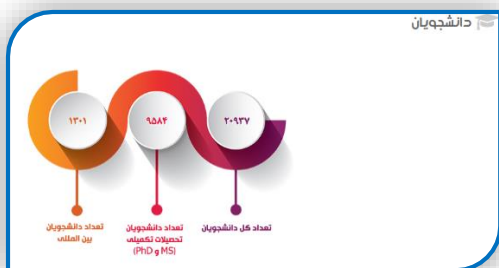 دانشجویان
۲۰۹۳۷
۹۵۸۴
۱۳۰۱
تعداد کل دانشجویان
تعداد دانشجویان
تحصیلات تکمیلی
(MS و PhD)
تعداد دانشجویان
بین المللی